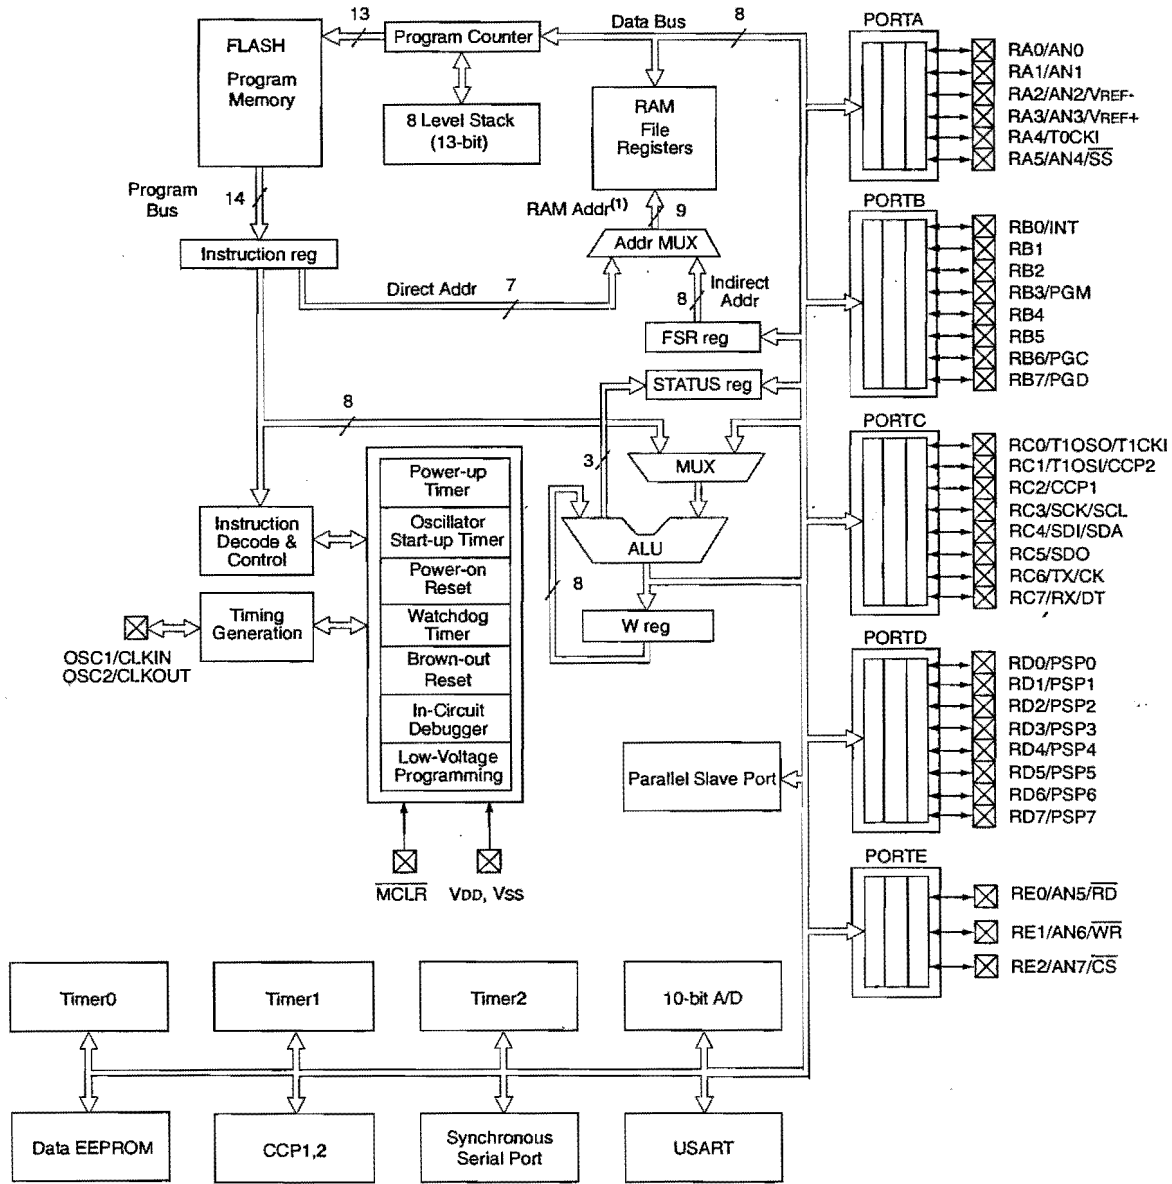 13
Data Bus
8
PORTA
FLASH
Program
Memory
Program Counter
8 Level Stack
(13-bit)
RAM
File
Registers
RA0/AN0
RA1/AN1
RA2/AN2/VREF-
RA3/AN3/VREF+
RA4/T0CKI
RA5/AN4/SS
Program
Bus
14
RAM Addr(1)
9
PORTB
Instruction reg
Addr MUX
Direct Addr
7
8
Indirect
Addr
FSR reg
STATUS reg
RB0/INT
RB1
RB2
RB3/PGM
RB4
RB5
RB6/PGC
RB7/PGD
8
3
MUX
PORTC
RC0/T1OSO/T1CKI
RC1/T1OSI/CCP2
RC2/CCP1
RC3/SCK/SCL
RC4/SDI/SDA
RC5/SDO
RC6/TX/CK
RC7/RX/DT
Power-up
Timer
Oscillator
Start-up Timer
Power-on
Reset
Watchdog
Timer
Brown-out
Reset
In-Circuit
Debugger
Low-Voltage
Programming
Instruction
Decode &
Control
Timing
Generation
OSC1/CLKIN
OSC2/CLKOUT
ALU
8
W reg
PORTD
RD0/PSP0
RD1/PSP1
RD2/PSP2
RD3/PSP3
RD4/PSP4
RD5/PSP5
RD6/PSP6
RD7/PSP7
Parallel Slave Port
MCLR
VDD, VSS
PORTE
RE0/AN5/RD
RE1/AN6/WR
RE2/AN7/CS
Timer0
Timer1
Timer2
10-bit A/D
Data EEPROM
CCP1,2
Synchronous
Serial Port
USART